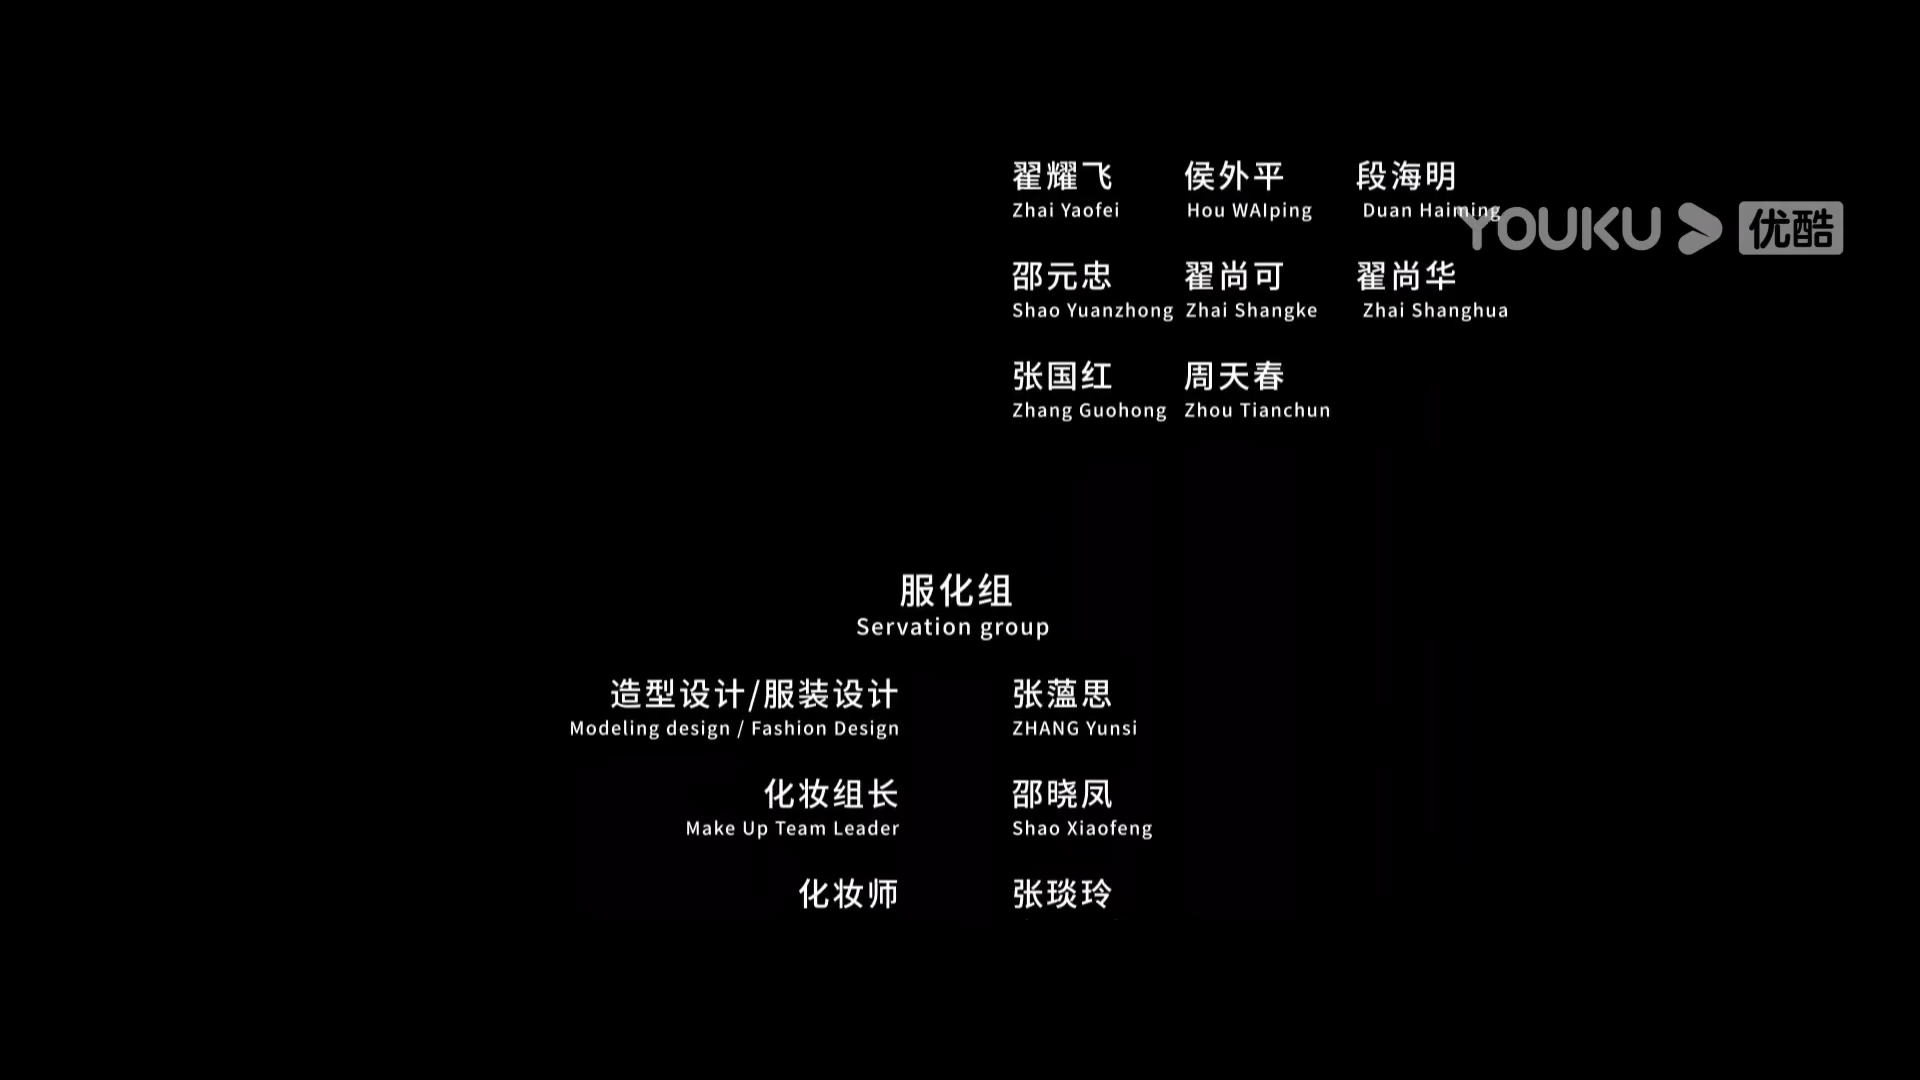 翟耀飞 侯外平 段海明
Zhai Yaofei Hou WAIping Duan Haiming
YOUKU 优酷
邵元忠 翟尚可 翟尚华
Shao Yuanzhong Zhai Shangke Zhai Shanghua
张国红 周天春
Zhang Guohong Zhou Tianchun
服化组
Servation group
造型设计/服装设计 张薀思
Modeling design / Fashion Design ZHANG Yunsi
化妆组长 邵晓凤
Make Up Team Leader Shao Xiaofeng
化妆师 张琰玲